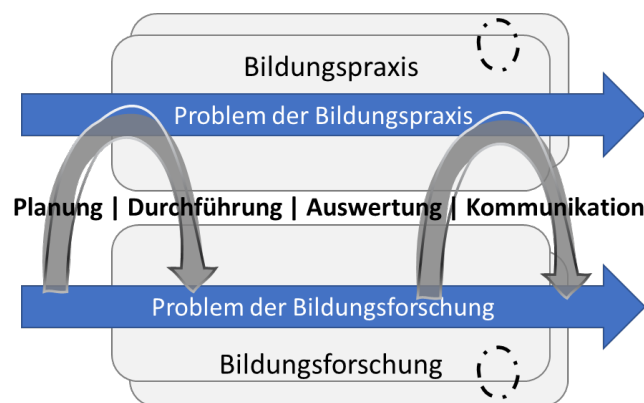 Bildungspraxis
Problem der Bildungspraxis
Planung | Durchführung | Auswertung | Kommunikation
Problem der Bildungsforschung
Bildungsforschung